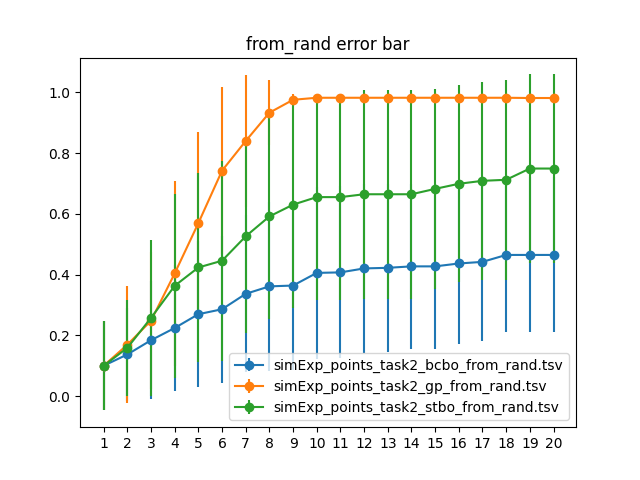 from_rand error bar
1.0
0.8
0.6
0.4
0.2
0.0
simExp_points_task2_bcbo_from_rand.tsv
simExp_points_task2_gp_from_rand.tsv
simExp_points_task2_stbo_from_rand.tsv
1 2 3 4 5 6 7 8 9 10 11 12 13 14 15 16 17 18 19 20